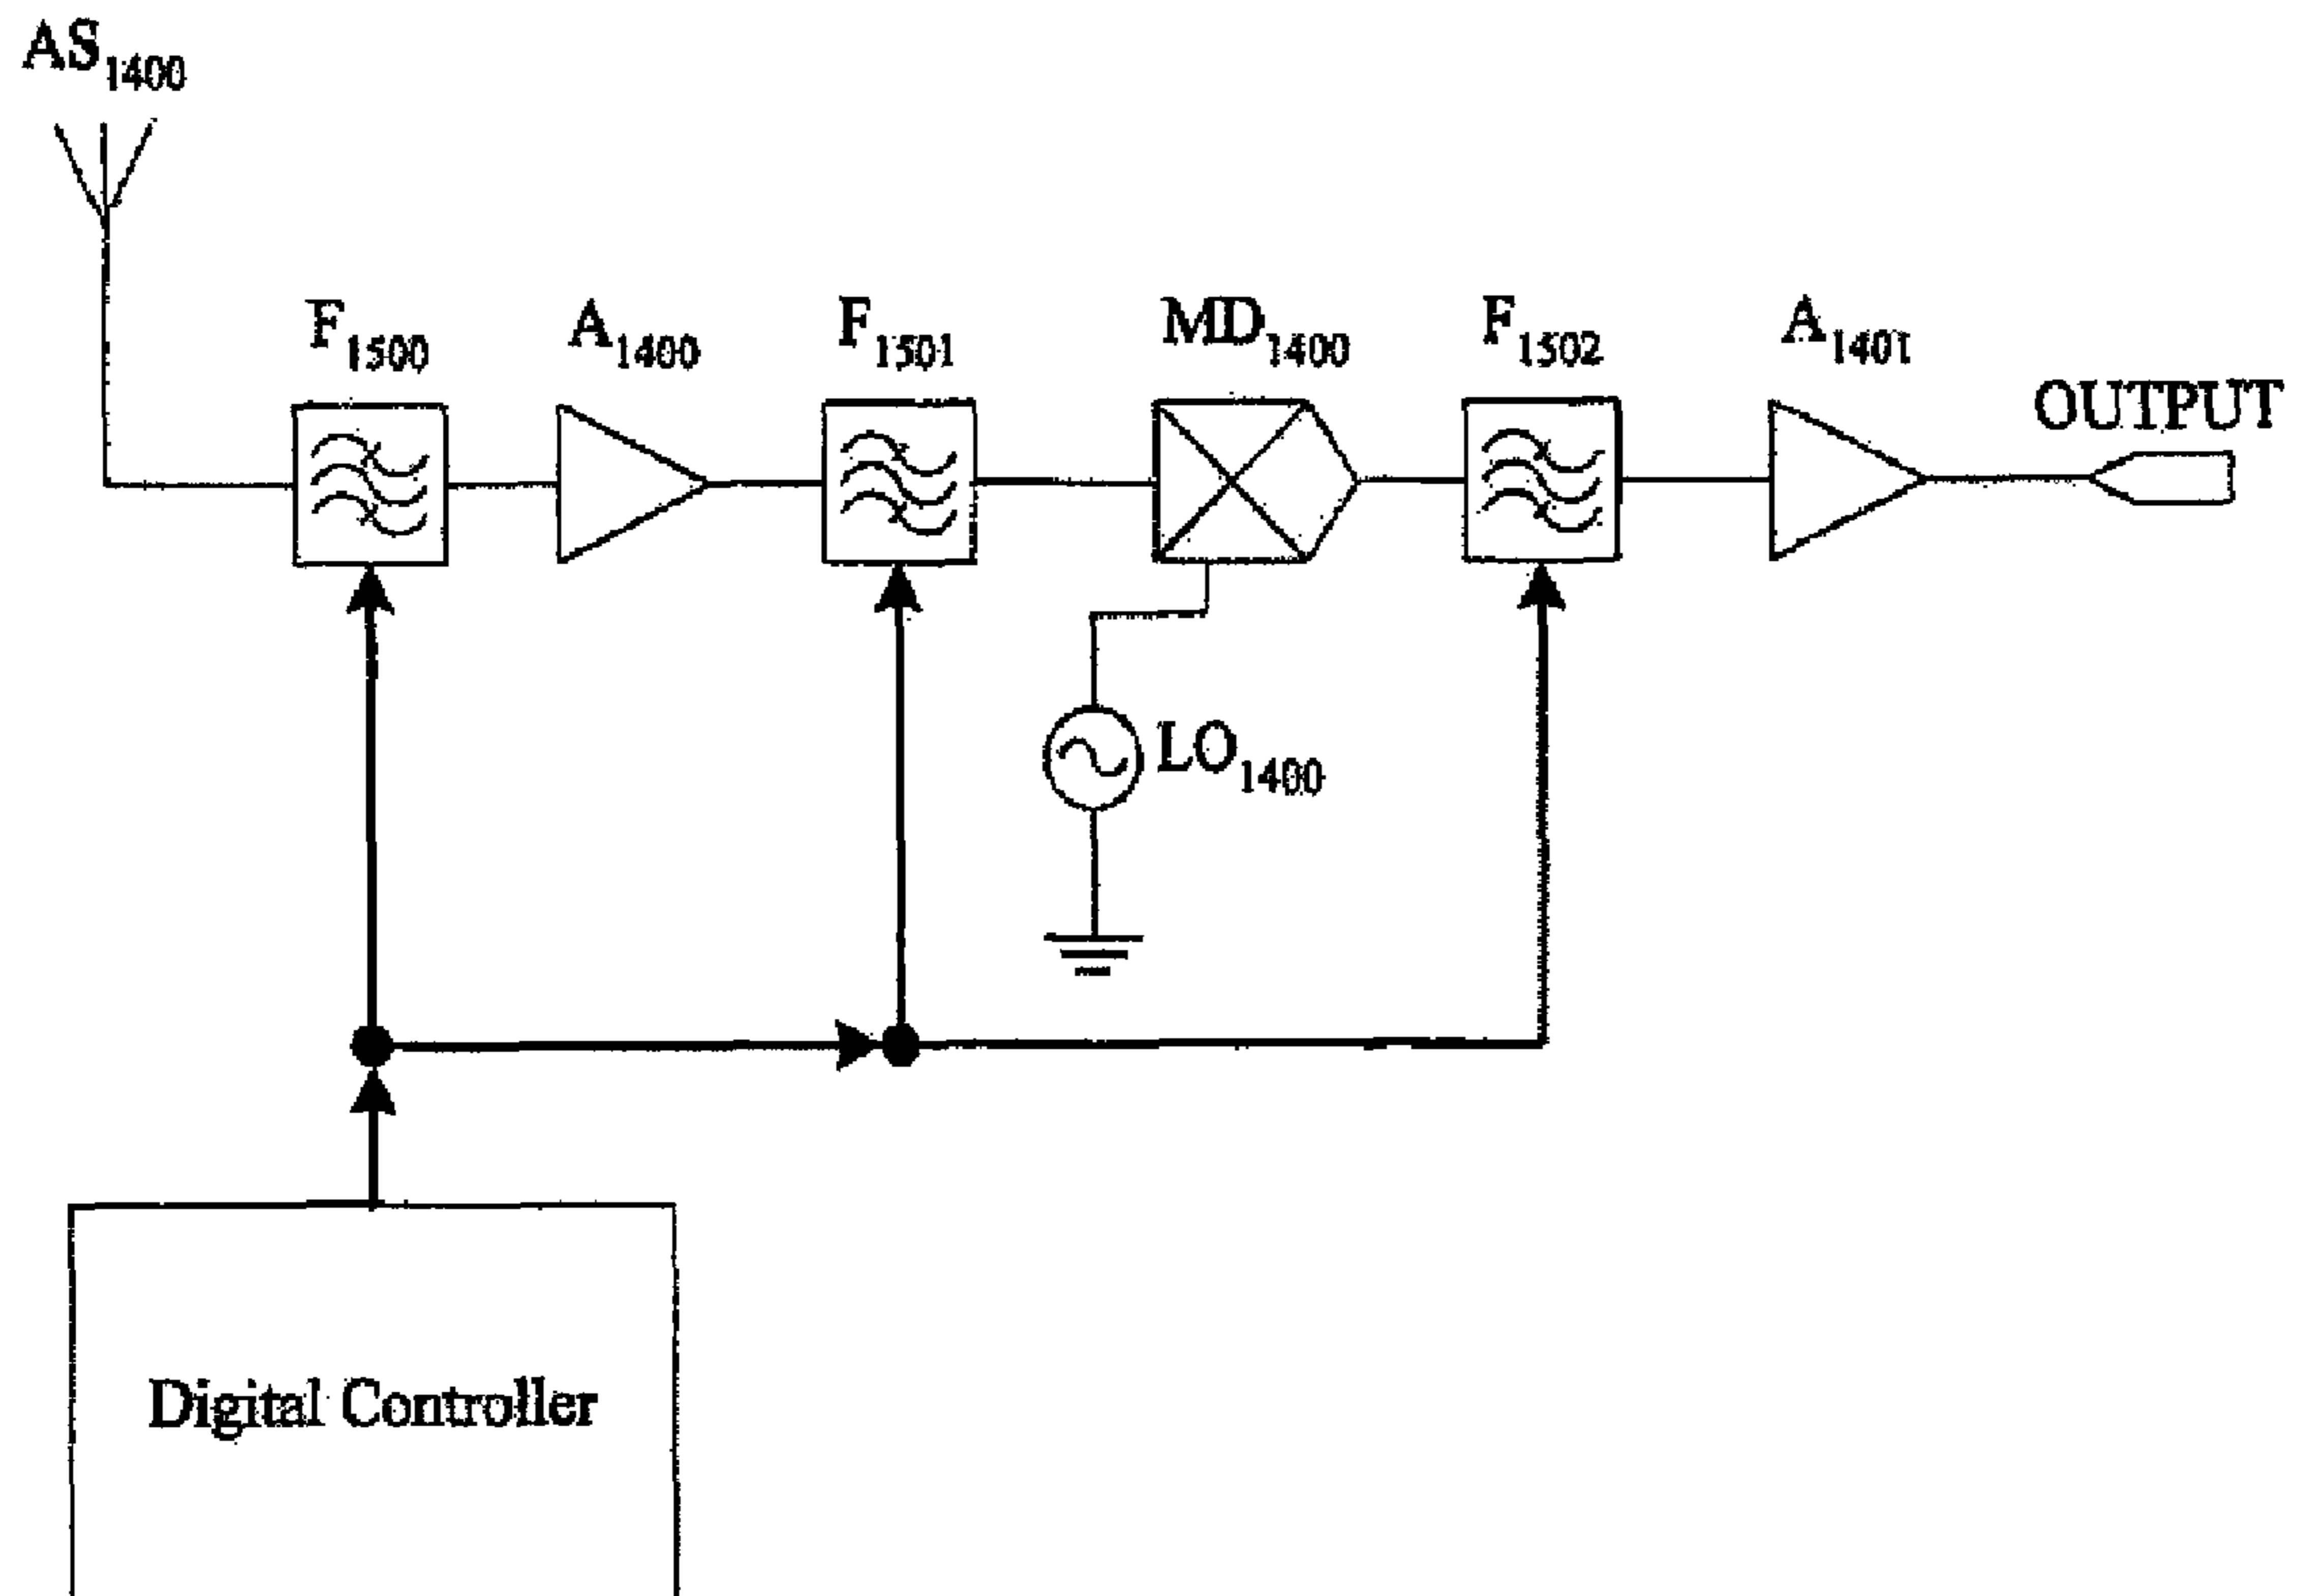 AS1400
F1500
A1400
F1501
MD1400
F1502
A1401
OUTPUT
LO1400
Digital Controller